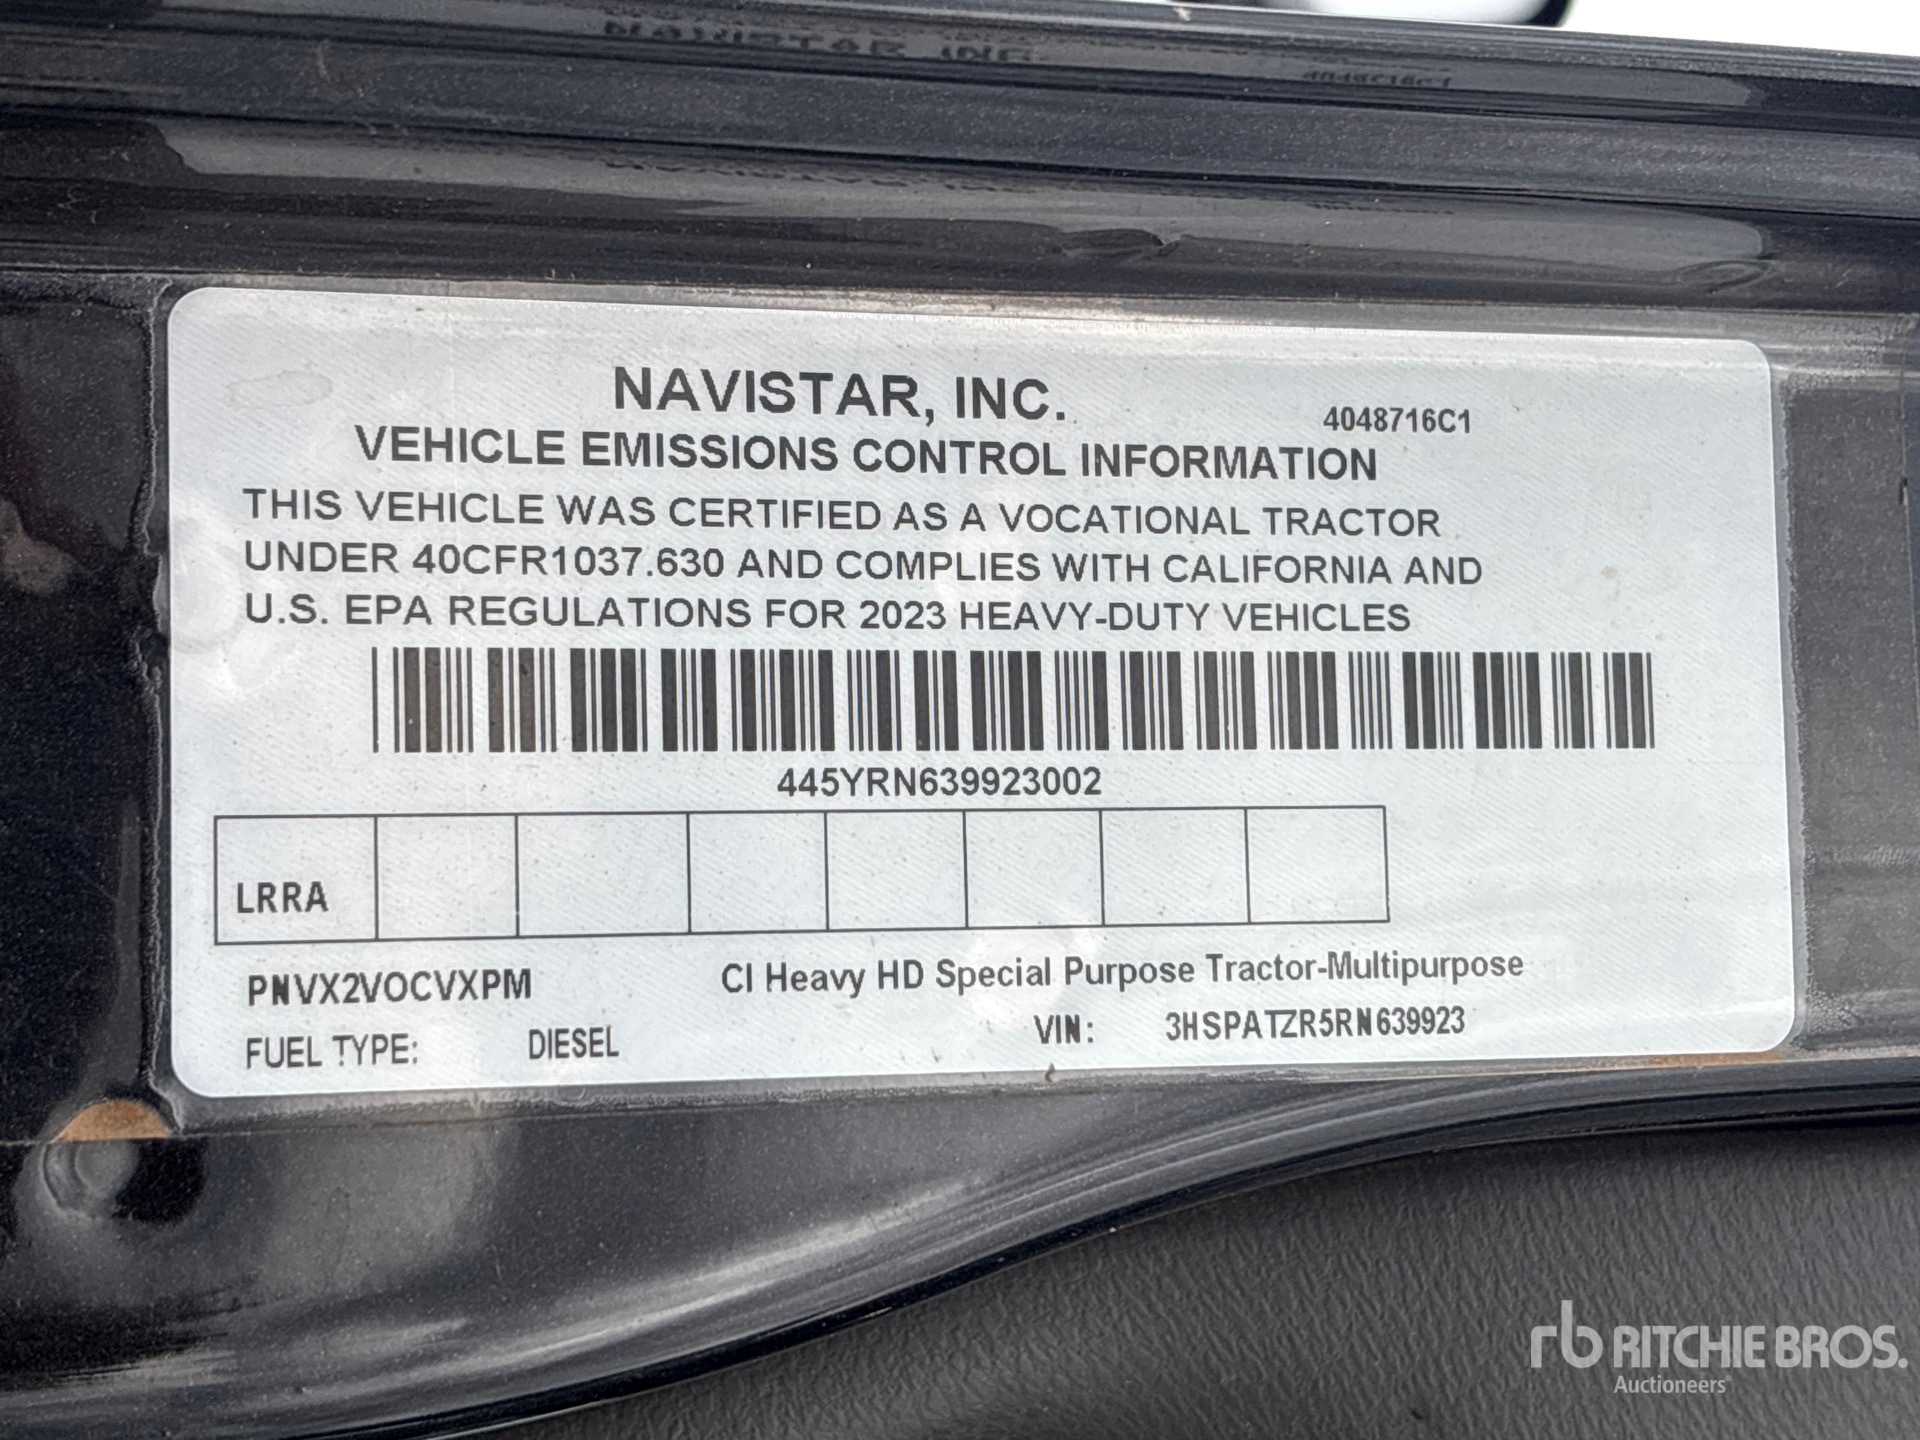 NAVISTAR, INC.
4048716C1
VEHICLE EMISSIONS CONTROL INFORMATION
THIS VEHICLE WAS CERTIFIED AS A VOCATIONAL TRACTOR
UNDER 40CFR1037.630 AND COMPLIES WITH CALIFORNIA AND
U.S. EPA REGULATIONS FOR 2023 HEAVY-DUTY VEHICLES
445YRN639923002
LRRA
PNVX2VOCVXPM CI Heavy HD Special Purpose Tractor-Multipurpose
FUEL TYPE: DIESEL VIN: 3HSPATZR5RN639923
rb RITCHIE BROS.
Auctioneers